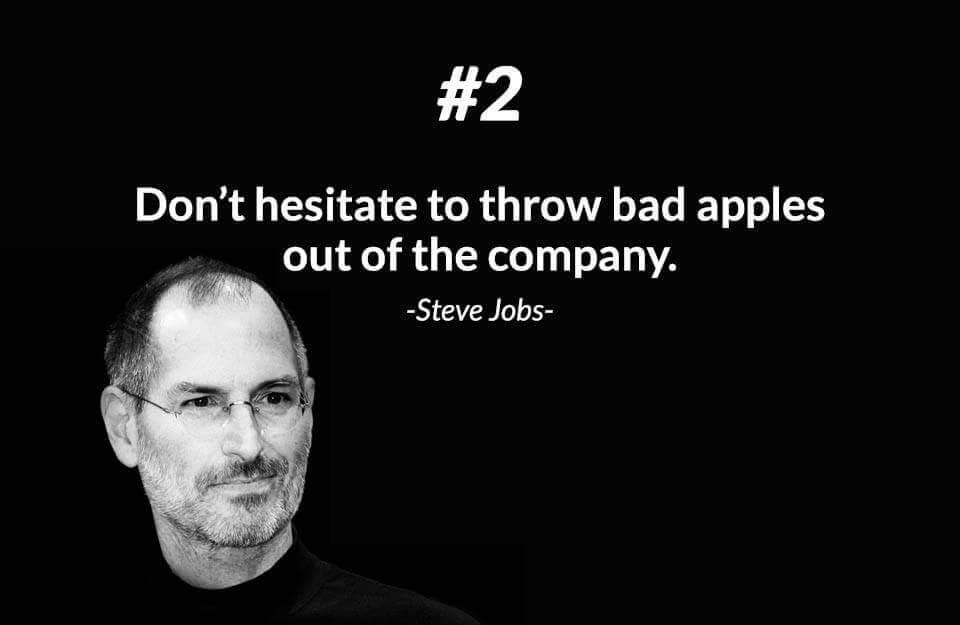 #2
Don’t hesitate to throw bad apples
out of the company.
-Steve Jobs-